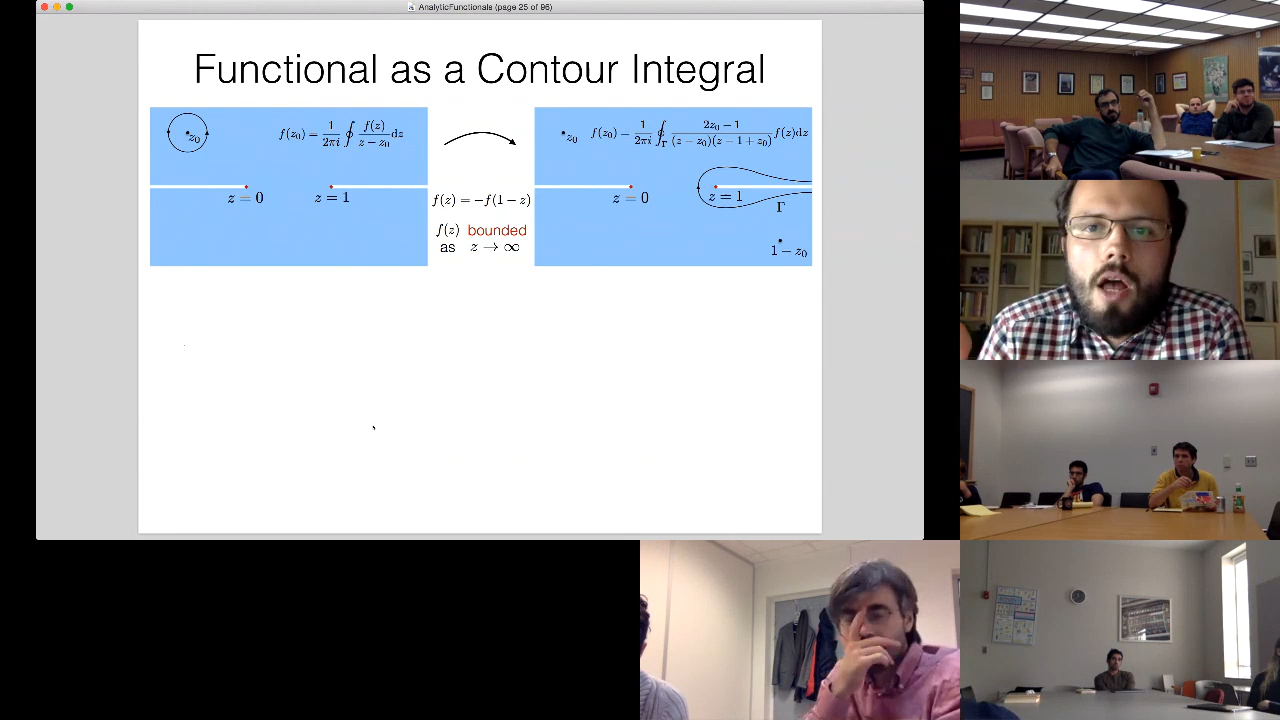 AnalyticFunctionals (page 25 of 96)
Functional as a Contour Integral
z₀
f(z₀) = 1/2πi ∮ f(z)/(z − z₀) dz
z = 0
z = 1
f(z) = −f(1 − z)
f(z) bounded
as z → ∞
z₀
f(z₀) − 1/2πi ∮_Γ (2z₀ − 1)/((z − z₀)(z − 1 + z₀)) f(z)dz
z = 0
z = 1
Γ
1 − z₀